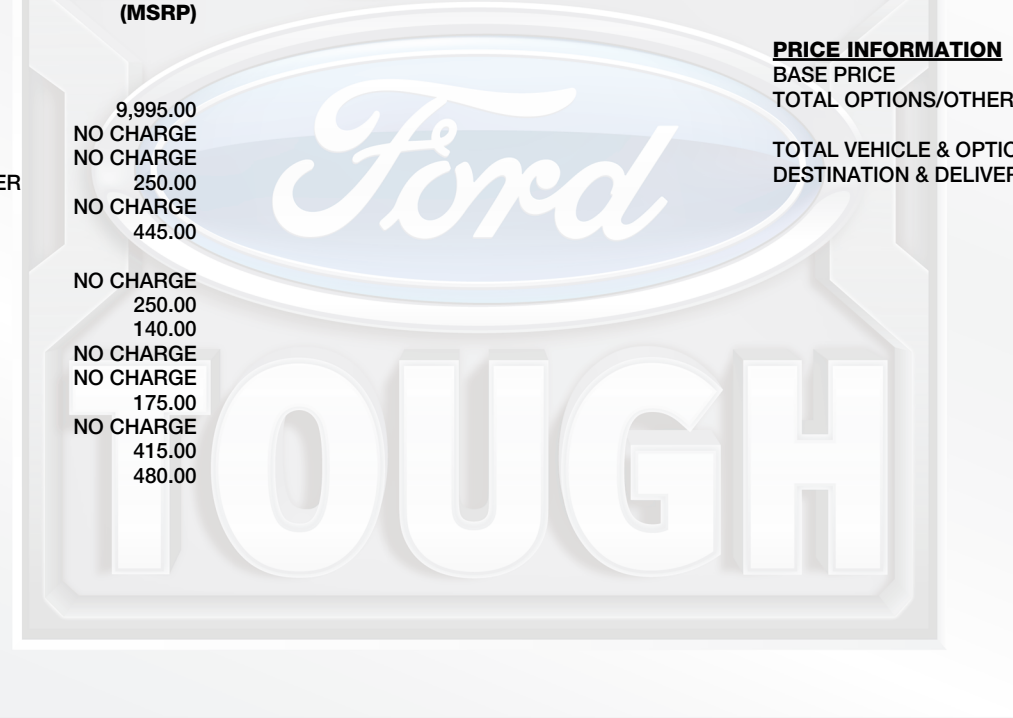 (MSRP)
9,995.00
NO CHARGE
NO CHARGE
ER 250.00
NO CHARGE
445.00
NO CHARGE
250.00
140.00
NO CHARGE
NO CHARGE
175.00
NO CHARGE
415.00
480.00
PRICE INFORMATION
BASE PRICE
TOTAL OPTIONS/OTHER
TOTAL VEHICLE & OPTIO
DESTINATION & DELIVER
Ford
TOUGH